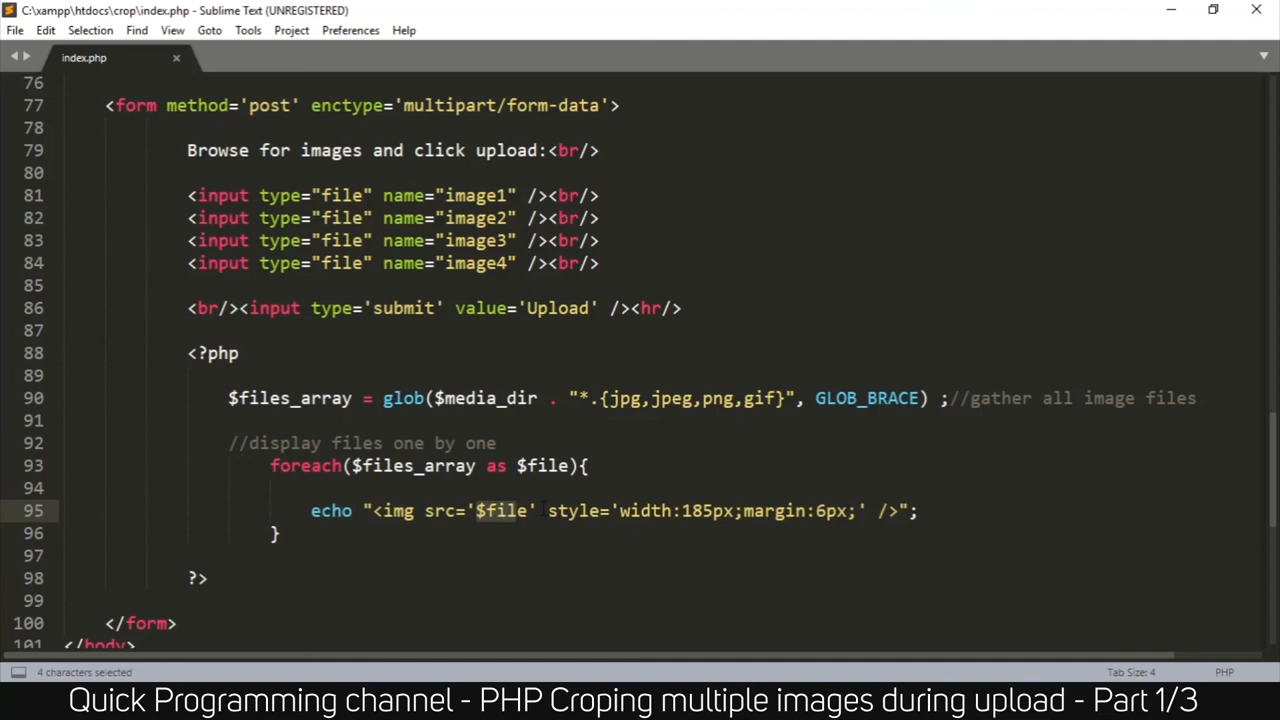 C:\xampp\htdocs\crop\index.php - Sublime Text (UNREGISTERED)
File Edit Selection Find View Goto Tools Project Preferences Help
index.php
76
77 <form method='post' enctype='multipart/form-data'>
78
79 Browse for images and click upload:<br/>
80
81 <input type="file" name="image1" /><br/>
82 <input type="file" name="image2" /><br/>
83 <input type="file" name="image3" /><br/>
84 <input type="file" name="image4" /><br/>
85
86 <br/><input type='submit' value='Upload' /><hr/>
87
88 <?php
89
90 $files_array = glob($media_dir . "*.{jpg,jpeg,png,gif}", GLOB_BRACE) ;//gather all image files
91
92 //display files one by one
93 foreach($files_array as $file){
94
95 echo "<img src='$file' style='width:185px;margin:6px;' />";
96 }
97
98 ?>
99
100 </form>
101 </body>
4 characters selected Tab Size: 4 PHP
Quick Programming channel - PHP Croping multiple images during upload - Part 1/3